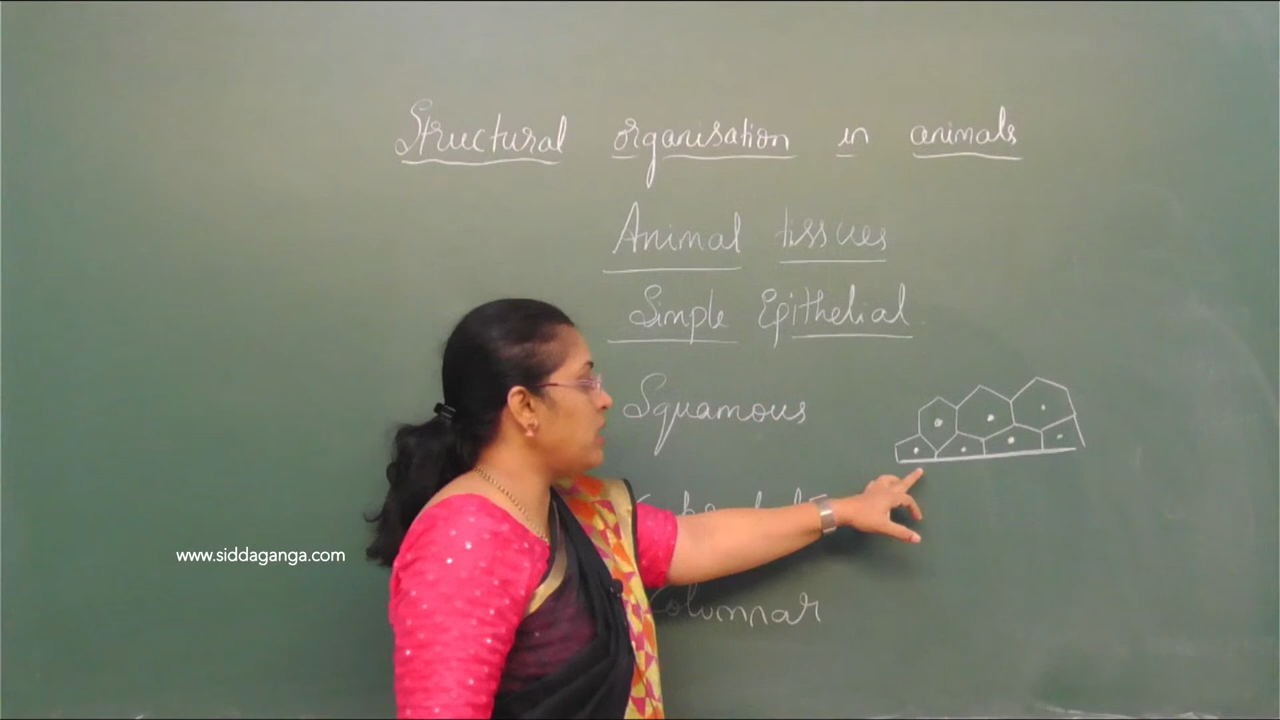 Structural organisation in animals
Animal tissues
Simple Epithelial
Squamous
www.siddaganga.com
Columnar